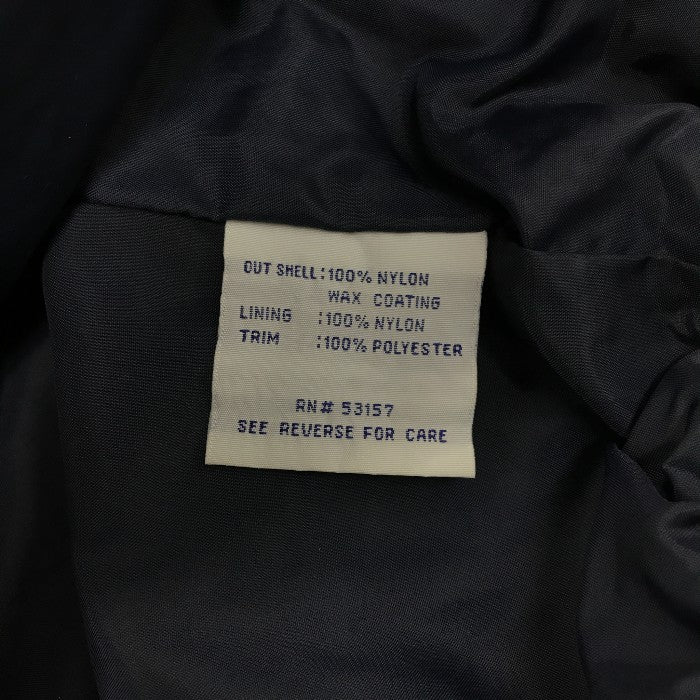 OUT SHELL:100% NYLON
WAX COATING
LINING :100% NYLON
TRIM :100% POLYESTER
RN# 53157
SEE REVERSE FOR CARE